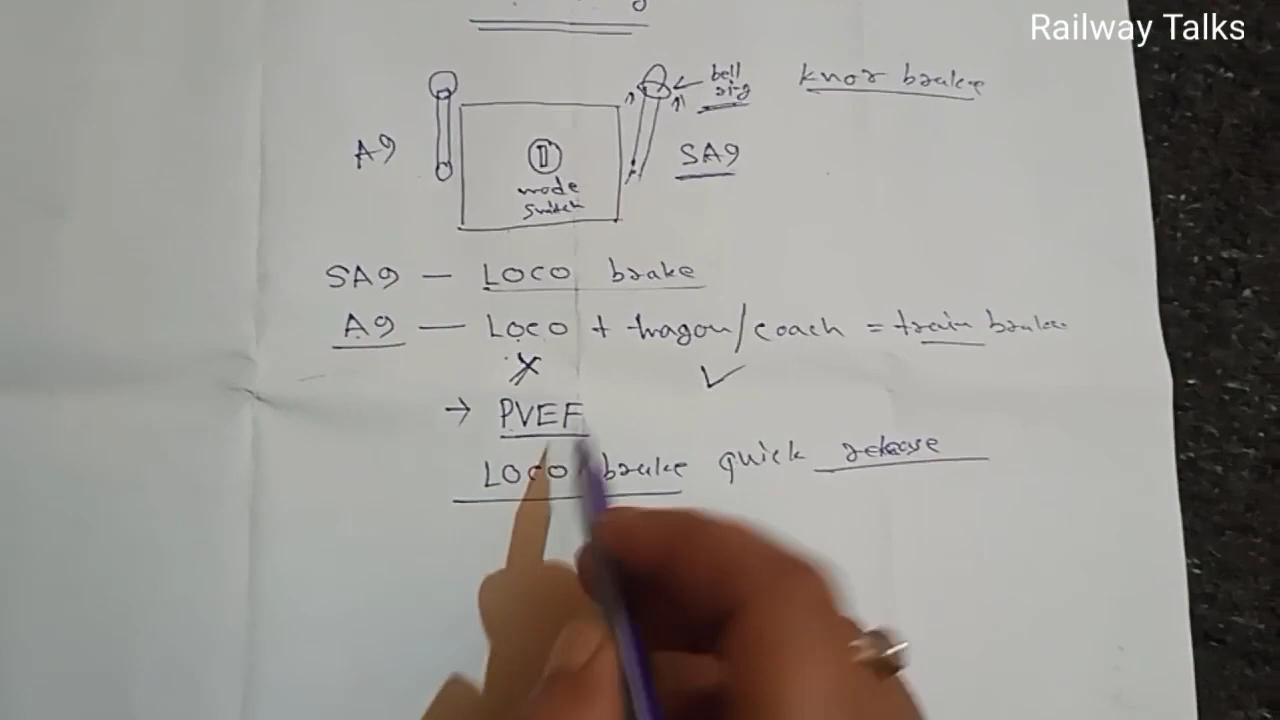 Railway Talks
bell
ring
knor brake
A9
SA9
mode
switch
SA9 — LOCO brake
A9 — LOCO + wagon/coach = train brake
→ PVEF
LOCO brake quick release